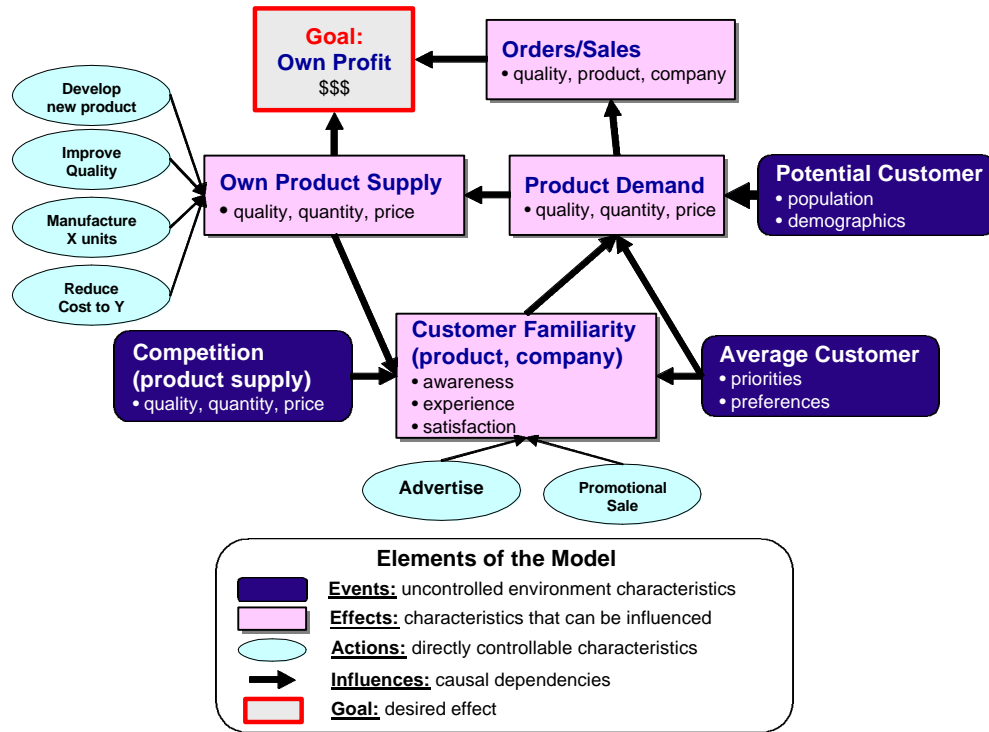 Goal:
Own Profit
$$$
Orders/Sales
• quality, product, company
Develop
new product
Improve
Quality
Manufacture
X units
Reduce
Cost to Y
Own Product Supply
• quality, quantity, price
Product Demand
• quality, quantity, price
Potential Customer
• population
• demographics
Competition
(product supply)
• quality, quantity, price
Customer Familiarity
(product, company)
• awareness
• experience
• satisfaction
Average Customer
• priorities
• preferences
Advertise
Promotional
Sale
Elements of the Model
Events: uncontrolled environment characteristics
Effects: characteristics that can be influenced
Actions: directly controllable characteristics
Influences: causal dependencies
Goal: desired effect